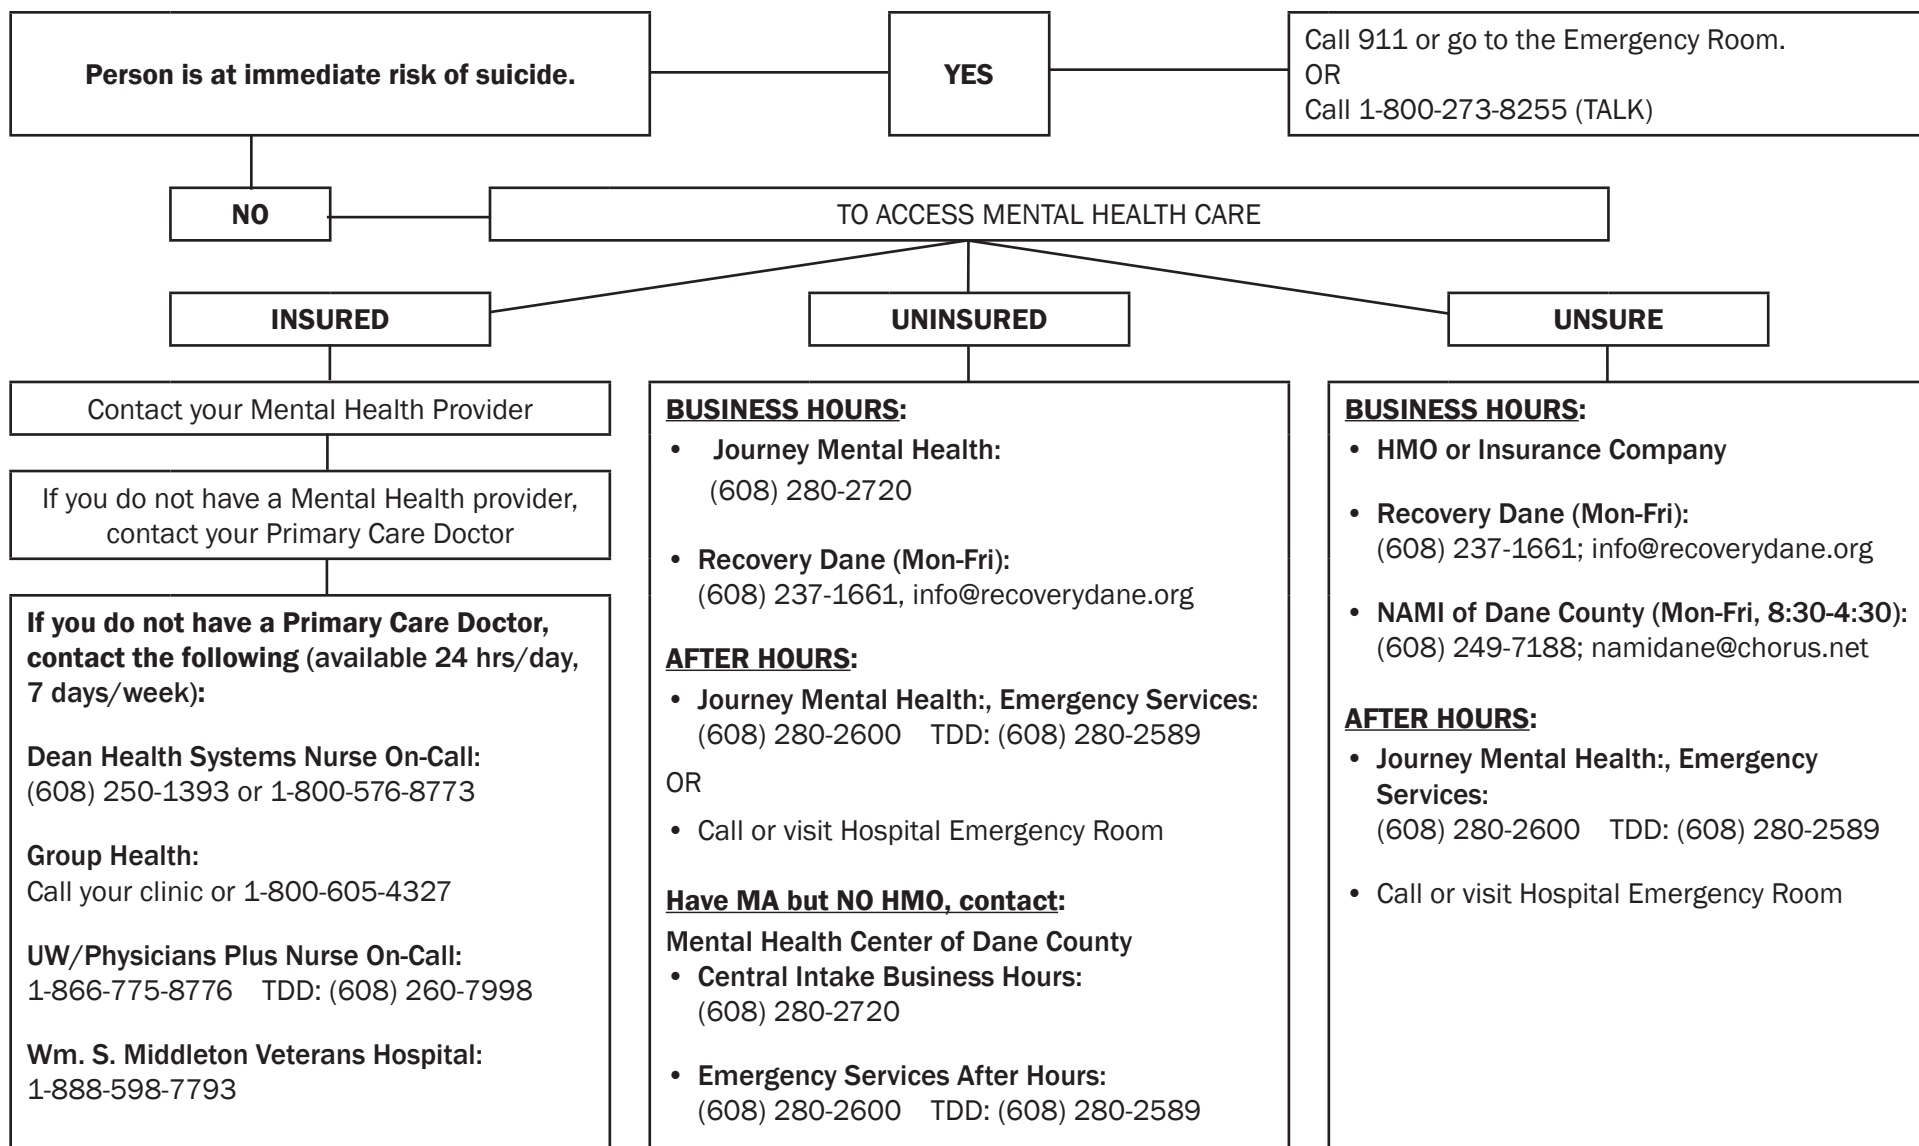 Person is at immediate risk of suicide.
YES
Call 911 or go to the Emergency Room.
OR
Call 1-800-273-8255 (TALK)
NO
TO ACCESS MENTAL HEALTH CARE
INSURED
UNINSURED
UNSURE
Contact your Mental Health Provider
If you do not have a Mental Health provider,
contact your Primary Care Doctor
If you do not have a Primary Care Doctor,
contact the following (available 24 hrs/day,
7 days/week):
Dean Health Systems Nurse On-Call:
(608) 250-1393 or 1-800-576-8773
Group Health:
Call your clinic or 1-800-605-4327
UW/Physicians Plus Nurse On-Call:
1-866-775-8776 TDD: (608) 260-7998
Wm. S. Middleton Veterans Hospital:
1-888-598-7793
BUSINESS HOURS:
• Journey Mental Health:
(608) 280-2720
• Recovery Dane (Mon-Fri):
(608) 237-1661, info@recoverydane.org
AFTER HOURS:
• Journey Mental Health:, Emergency Services:
(608) 280-2600 TDD: (608) 280-2589
OR
• Call or visit Hospital Emergency Room
Have MA but NO HMO, contact:
Mental Health Center of Dane County
• Central Intake Business Hours:
(608) 280-2720
• Emergency Services After Hours:
(608) 280-2600 TDD: (608) 280-2589
BUSINESS HOURS:
• HMO or Insurance Company
• Recovery Dane (Mon-Fri):
(608) 237-1661; info@recoverydane.org
• NAMI of Dane County (Mon-Fri, 8:30-4:30):
(608) 249-7188; namidane@chorus.net
AFTER HOURS:
• Journey Mental Health:, Emergency
Services:
(608) 280-2600 TDD: (608) 280-2589
• Call or visit Hospital Emergency Room